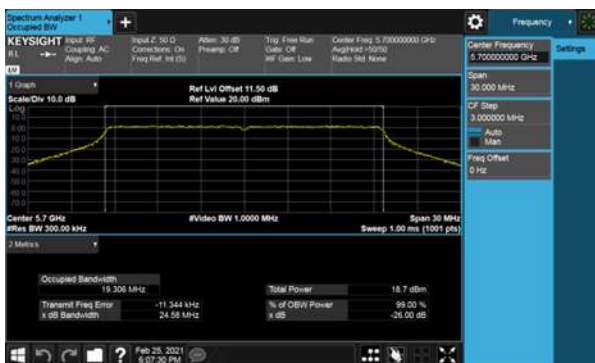 Spectrum Analyzer 1
Occupied BW
Frequency
KEYSIGHT
Input: RF
Coupling: AC
Align: Auto
Input Z: 50 Ω
Corrections: On
Freq Ref: Int (S)
Atten: 30 dB
Preamp: Off
Trig: Free Run
Gate: Off
#IF Gain: Low
Center Freq: 5.700000000 GHz
Avg|Hold:>50/50
Radio Std: None
Center Frequency
5.700000000 GHz
Settings
Span
30.000 MHz
CF Step
3.000000 MHz
Auto
Man
Freq Offset
0 Hz
1 Graph
Scale/Div 10.0 dB
Ref Lvl Offset 11.50 dB
Ref Value 20.00 dBm
Log
10.0
0.00
Center 5.7 GHz
#Res BW 300.00 kHz
#Video BW 1.0000 MHz
Span 30 MHz
Sweep 1.00 ms (1001 pts)
2 Metrics
Occupied Bandwidth
19.306 MHz
Total Power
18.7 dBm
Transmit Freq Error
-11.344 kHz
% of OBW Power
99.00 %
x dB Bandwidth
24.58 MHz
x dB
-26.00 dB
Feb 25, 2021
6:07:30 PM